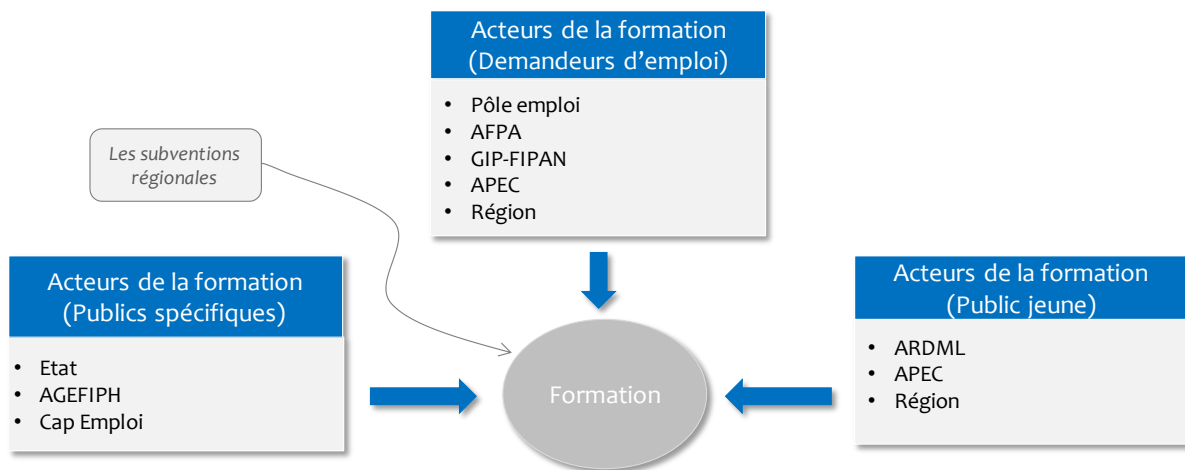 Acteurs de la formation
(Demandeurs d'emploi)
• Pôle emploi
• AFPA
• GIP-FIPAN
• APEC
• Région
Les subventions
régionales
Acteurs de la formation
(Publics spécifiques)
• Etat
• AGEFIPH
• Cap Emploi
Formation
Acteurs de la formation
(Public jeune)
• ARDML
• APEC
• Région